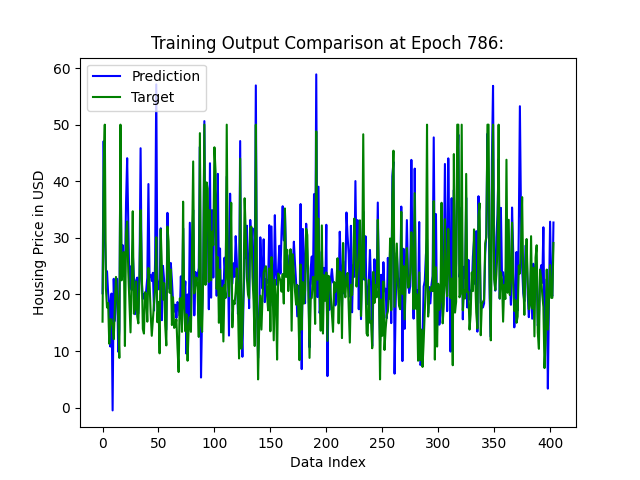 Training Output Comparison at Epoch 786:
Prediction
Target
Housing Price in USD
60
50
40
30
20
10
0
0 50 100 150 200 250 300 350 400
Data Index